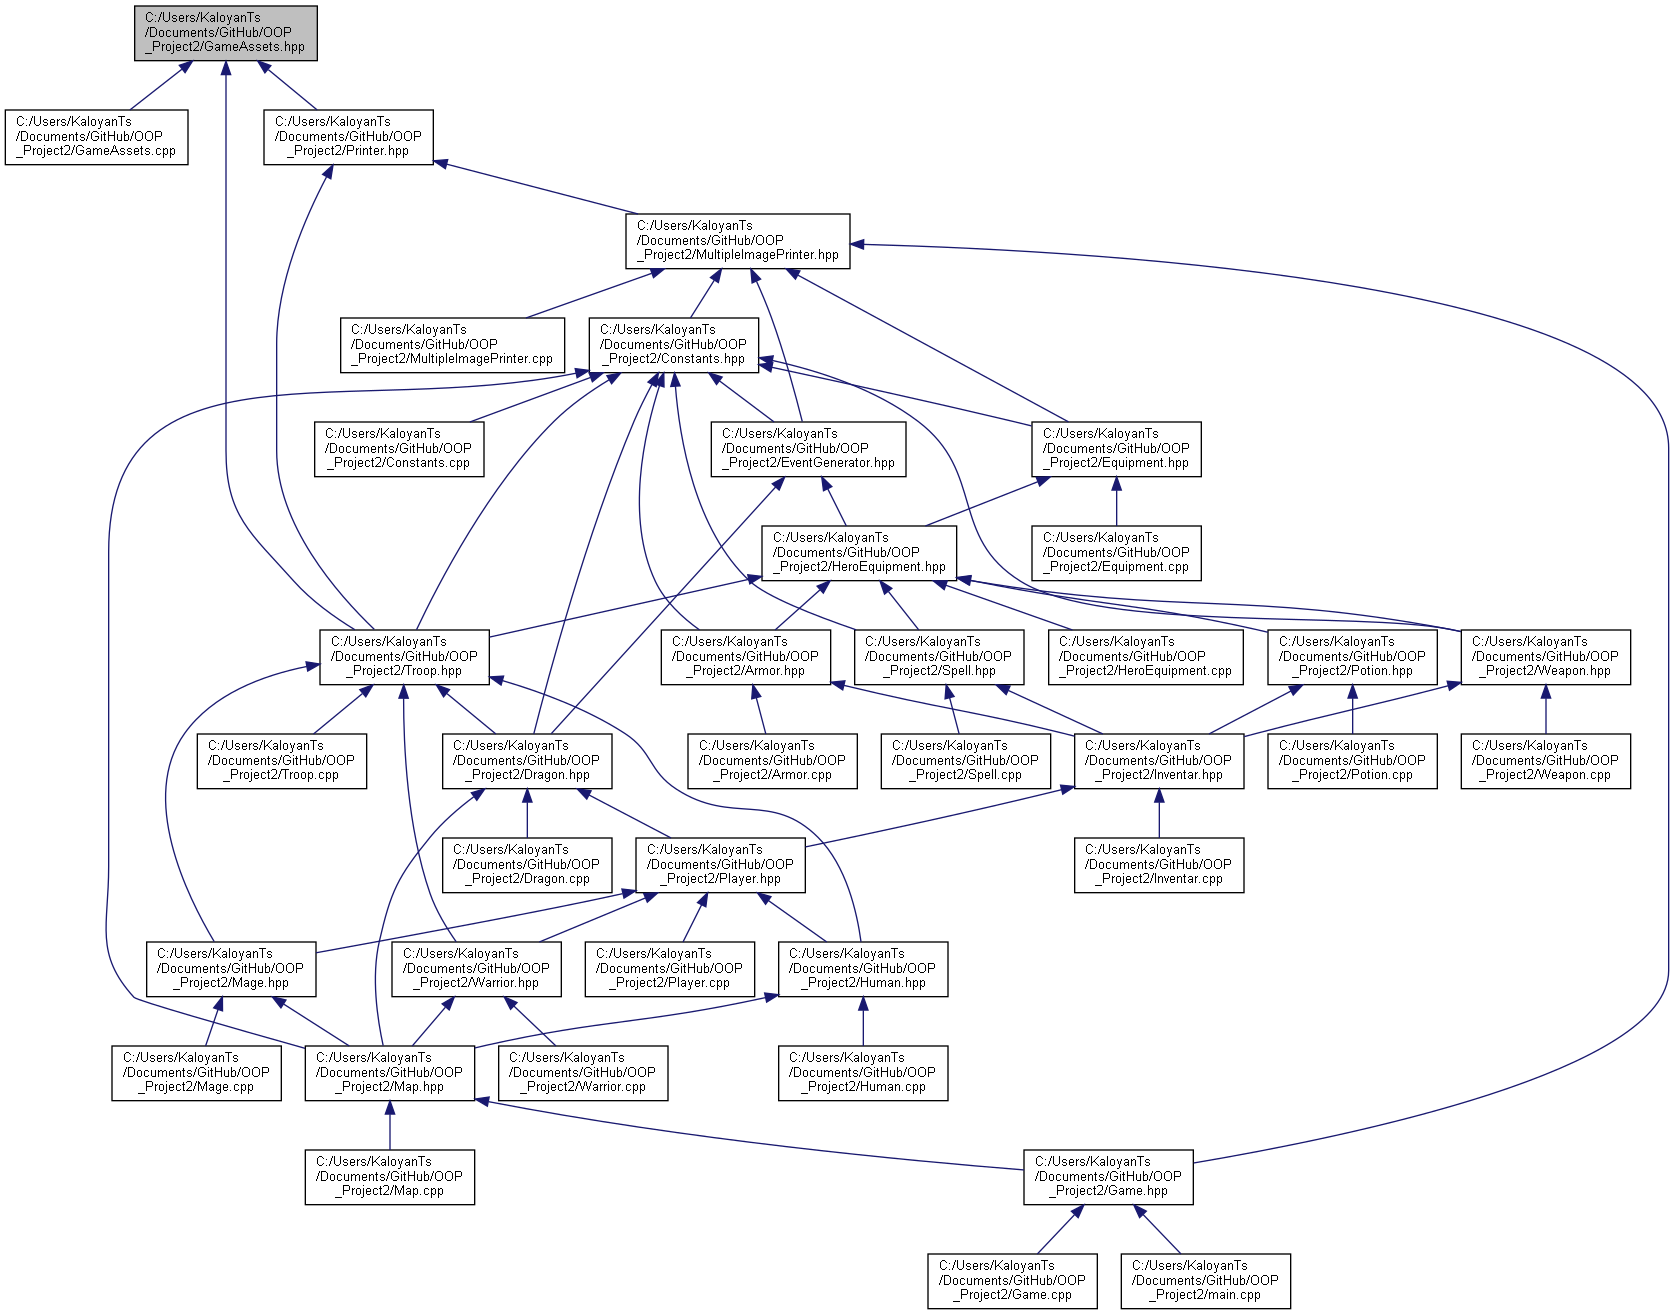 C:/Users/KaloyanTs
/Documents/GitHub/OOP
_Project2/GameAssets.hpp
C:/Users/KaloyanTs
/Documents/GitHub/OOP
_Project2/GameAssets.cpp
C:/Users/KaloyanTs
/Documents/GitHub/OOP
_Project2/Printer.hpp
C:/Users/KaloyanTs
/Documents/GitHub/OOP
_Project2/MultipleImagePrinter.hpp
C:/Users/KaloyanTs
/Documents/GitHub/OOP
_Project2/MultipleImagePrinter.cpp
C:/Users/KaloyanTs
/Documents/GitHub/OOP
_Project2/Constants.hpp
C:/Users/KaloyanTs
/Documents/GitHub/OOP
_Project2/Constants.cpp
C:/Users/KaloyanTs
/Documents/GitHub/OOP
_Project2/EventGenerator.hpp
C:/Users/KaloyanTs
/Documents/GitHub/OOP
_Project2/Equipment.hpp
C:/Users/KaloyanTs
/Documents/GitHub/OOP
_Project2/HeroEquipment.hpp
C:/Users/KaloyanTs
/Documents/GitHub/OOP
_Project2/Equipment.cpp
C:/Users/KaloyanTs
/Documents/GitHub/OOP
_Project2/Troop.hpp
C:/Users/KaloyanTs
/Documents/GitHub/OOP
_Project2/Armor.hpp
C:/Users/KaloyanTs
/Documents/GitHub/OOP
_Project2/Spell.hpp
C:/Users/KaloyanTs
/Documents/GitHub/OOP
_Project2/HeroEquipment.cpp
C:/Users/KaloyanTs
/Documents/GitHub/OOP
_Project2/Potion.hpp
C:/Users/KaloyanTs
/Documents/GitHub/OOP
_Project2/Weapon.hpp
C:/Users/KaloyanTs
/Documents/GitHub/OOP
_Project2/Troop.cpp
C:/Users/KaloyanTs
/Documents/GitHub/OOP
_Project2/Dragon.hpp
C:/Users/KaloyanTs
/Documents/GitHub/OOP
_Project2/Armor.cpp
C:/Users/KaloyanTs
/Documents/GitHub/OOP
_Project2/Spell.cpp
C:/Users/KaloyanTs
/Documents/GitHub/OOP
_Project2/Inventar.hpp
C:/Users/KaloyanTs
/Documents/GitHub/OOP
_Project2/Potion.cpp
C:/Users/KaloyanTs
/Documents/GitHub/OOP
_Project2/Weapon.cpp
C:/Users/KaloyanTs
/Documents/GitHub/OOP
_Project2/Dragon.cpp
C:/Users/KaloyanTs
/Documents/GitHub/OOP
_Project2/Player.hpp
C:/Users/KaloyanTs
/Documents/GitHub/OOP
_Project2/Inventar.cpp
C:/Users/KaloyanTs
/Documents/GitHub/OOP
_Project2/Mage.hpp
C:/Users/KaloyanTs
/Documents/GitHub/OOP
_Project2/Warrior.hpp
C:/Users/KaloyanTs
/Documents/GitHub/OOP
_Project2/Player.cpp
C:/Users/KaloyanTs
/Documents/GitHub/OOP
_Project2/Human.hpp
C:/Users/KaloyanTs
/Documents/GitHub/OOP
_Project2/Mage.cpp
C:/Users/KaloyanTs
/Documents/GitHub/OOP
_Project2/Map.hpp
C:/Users/KaloyanTs
/Documents/GitHub/OOP
_Project2/Warrior.cpp
C:/Users/KaloyanTs
/Documents/GitHub/OOP
_Project2/Human.cpp
C:/Users/KaloyanTs
/Documents/GitHub/OOP
_Project2/Map.cpp
C:/Users/KaloyanTs
/Documents/GitHub/OOP
_Project2/Game.hpp
C:/Users/KaloyanTs
/Documents/GitHub/OOP
_Project2/Game.cpp
C:/Users/KaloyanTs
/Documents/GitHub/OOP
_Project2/main.cpp